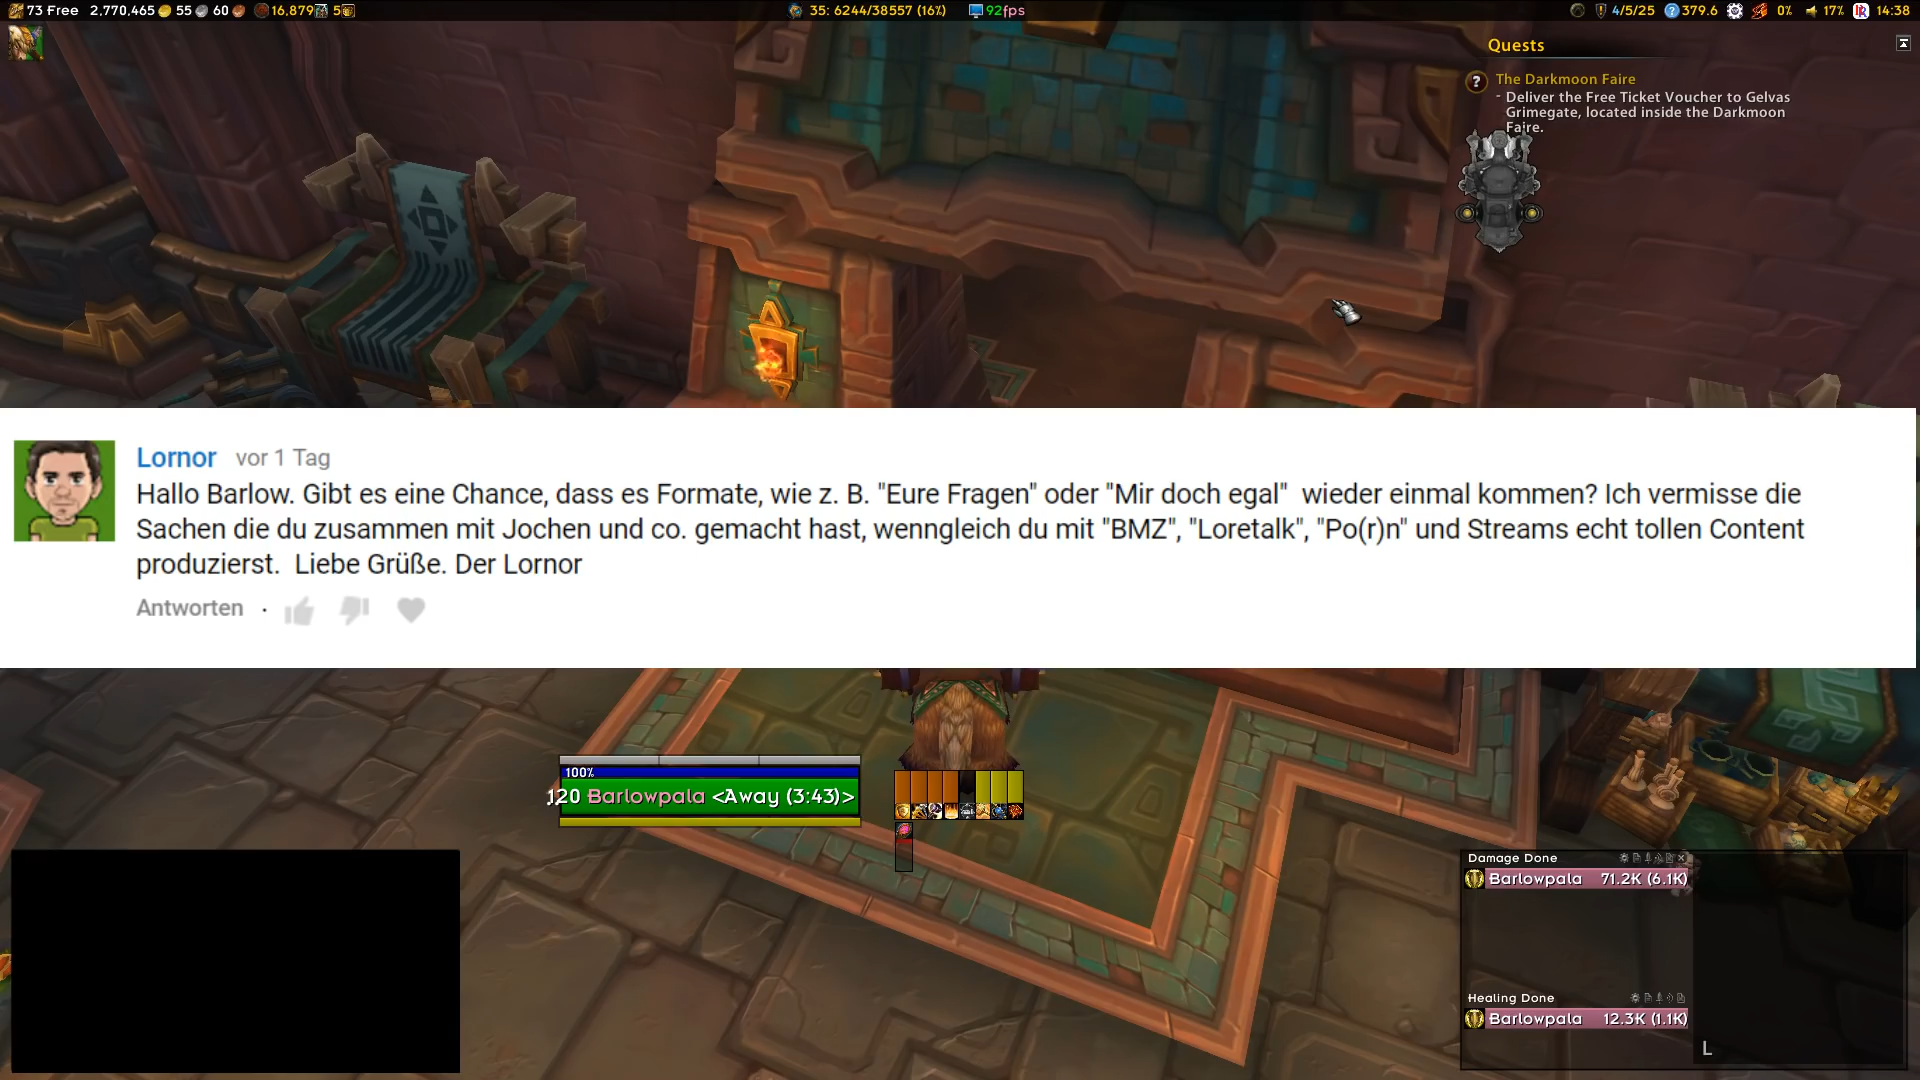 73 Free 2,770,465 55 60 16,879 5
35: 6244/38557 (16%) 92fps
4/5/25 379.6 0% 17% 14:38
Quests
? The Darkmoon Faire
- Deliver the Free Ticket Voucher to Gelvas
Grimegate, located inside the Darkmoon
Faire.
Lornor vor 1 Tag
Hallo Barlow. Gibt es eine Chance, dass es Formate, wie z. B. "Eure Fragen" oder "Mir doch egal"  wieder einmal kommen? Ich vermisse die
Sachen die du zusammen mit Jochen und co. gemacht hast, wenngleich du mit "BMZ", "Loretalk", "Po(r)n" und Streams echt tollen Content
produzierst.  Liebe Grüße. Der Lornor
Antworten ·
100%
120 Barlowpala <Away (3:43)>
Damage Done
Barlowpala 71.2K (6.1K)
Healing Done
Barlowpala 12.3K (1.1K)
L